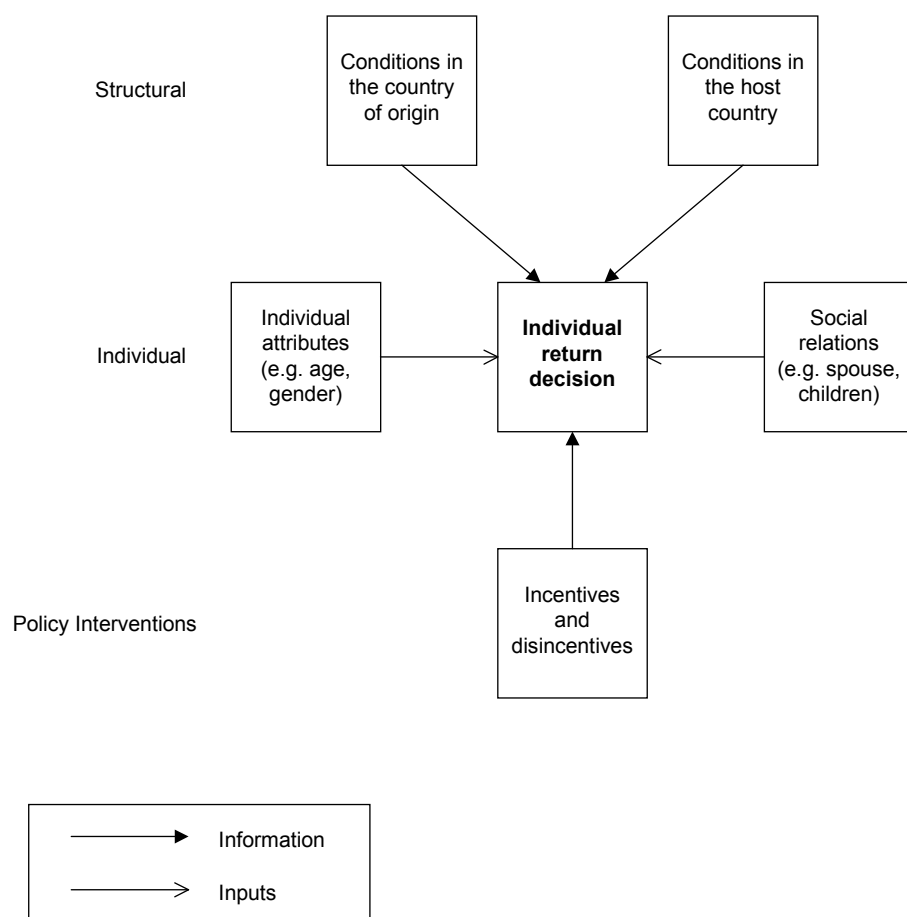 Structural
Conditions in
the country
of origin
Conditions in
the host
country
Individual
Individual
attributes
(e.g. age,
gender)
Individual
return
decision
Social
relations
(e.g. spouse,
children)
Policy Interventions
Incentives
and
disincentives
Information
Inputs